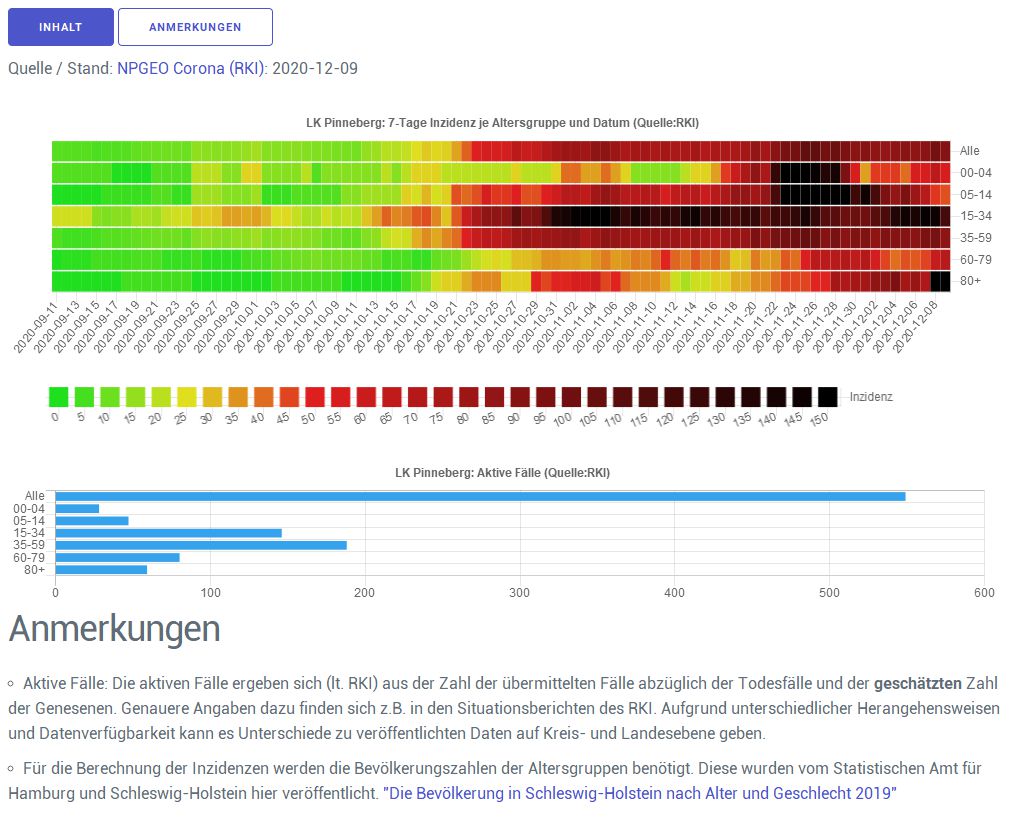 INHALT ANMERKUNGEN
Quelle / Stand: NPGEO Corona (RKI): 2020-12-09
LK Pinneberg: 7-Tage Inzidenz je Altersgruppe und Datum (Quelle:RKI)
Alle
00-04
05-14
15-34
35-59
60-79
80+
2020-09-11 2020-09-13 2020-09-15 2020-09-17 2020-09-19 2020-09-21 2020-09-23 2020-09-25 2020-09-27 2020-09-29 2020-10-01 2020-10-03 2020-10-05 2020-10-07 2020-10-09 2020-10-11 2020-10-13 2020-10-15 2020-10-17 2020-10-19 2020-10-21 2020-10-23 2020-10-25 2020-10-27 2020-10-29 2020-10-31 2020-11-02 2020-11-04 2020-11-06 2020-11-08 2020-11-10 2020-11-12 2020-11-14 2020-11-16 2020-11-18 2020-11-20 2020-11-22 2020-11-24 2020-11-26 2020-11-28 2020-11-30 2020-12-02 2020-12-04 2020-12-06 2020-12-08
Inzidenz
0 5 10 15 20 25 30 35 40 45 50 55 60 65 70 75 80 85 90 95 100 105 110 115 120 125 130 135 140 145 150
LK Pinneberg: Aktive Fälle (Quelle:RKI)
Alle
00-04
05-14
15-34
35-59
60-79
80+
0 100 200 300 400 500 600
Anmerkungen
◦ Aktive Fälle: Die aktiven Fälle ergeben sich (lt. RKI) aus der Zahl der übermittelten Fälle abzüglich der Todesfälle und der geschätzten Zahl
der Genesenen. Genauere Angaben dazu finden sich z.B. in den Situationsberichten des RKI. Aufgrund unterschiedlicher Herangehensweisen
und Datenverfügbarkeit kann es Unterschiede zu veröffentlichten Daten auf Kreis- und Landesebene geben.
◦ Für die Berechnung der Inzidenzen werden die Bevölkerungszahlen der Altersgruppen benötigt. Diese wurden vom Statistischen Amt für
Hamburg und Schleswig-Holstein hier veröffentlicht. "Die Bevölkerung in Schleswig-Holstein nach Alter und Geschlecht 2019"